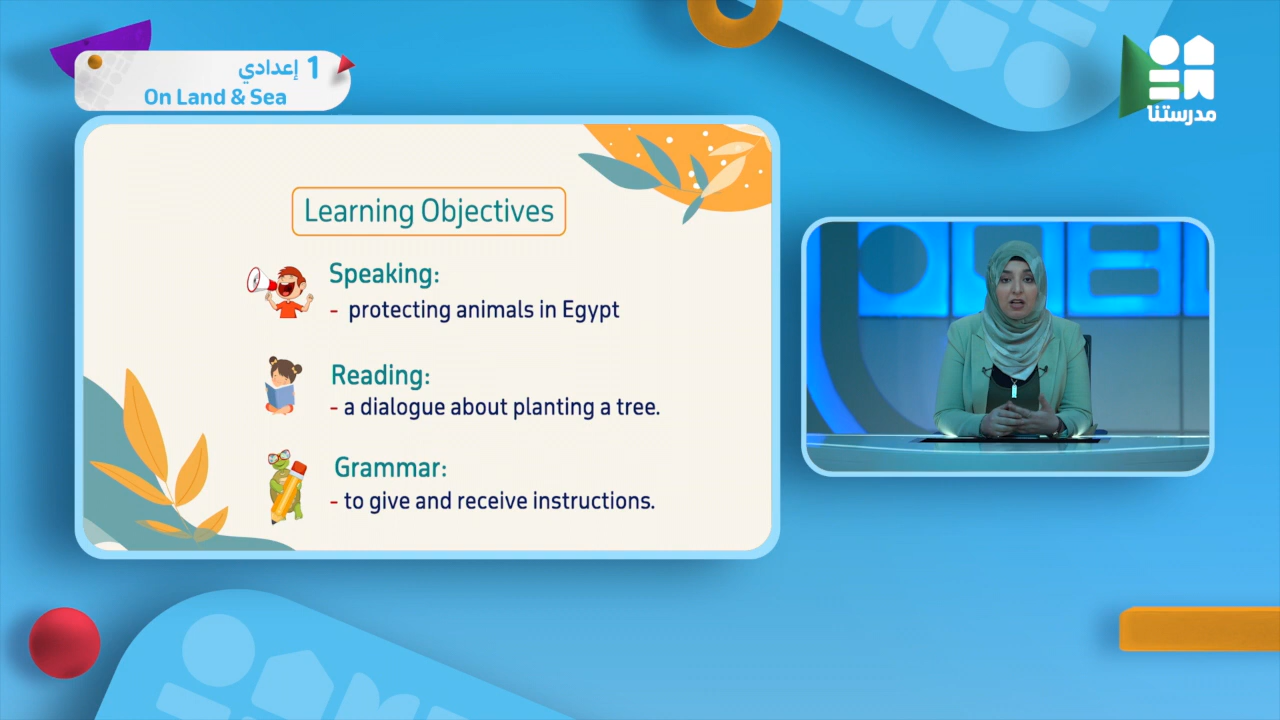 1 إعدادي
On Land & Sea
مدرستنا
Learning Objectives
Speaking:
- protecting animals in Egypt
Reading:
- a dialogue about planting a tree.
Grammar:
- to give and receive instructions.